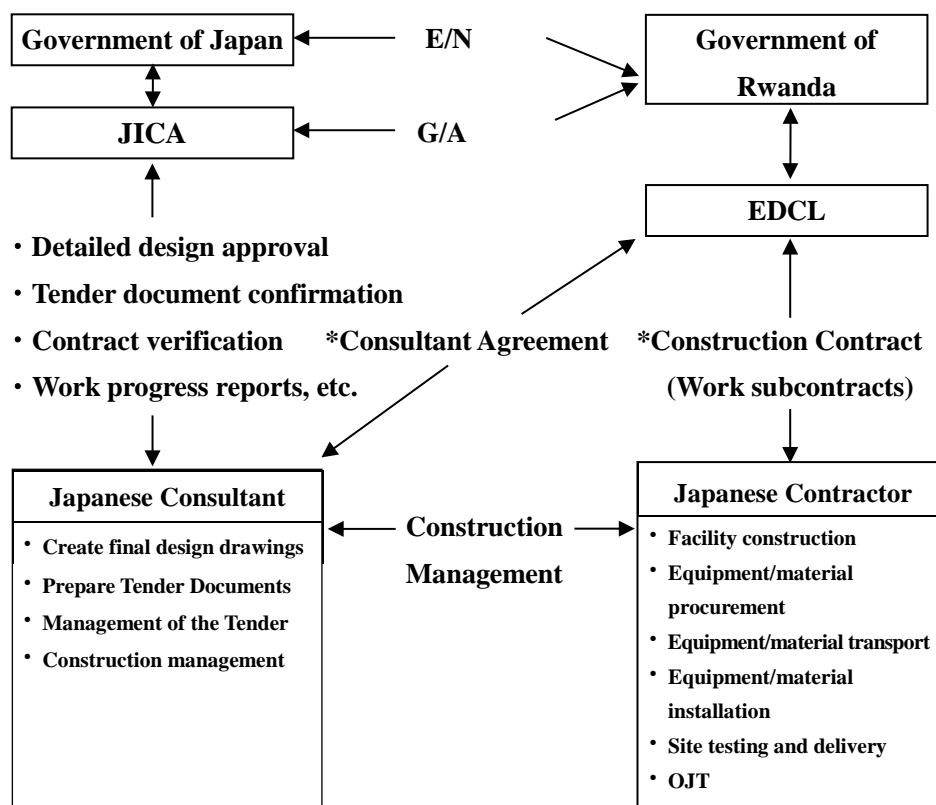 Government of Japan
E/N
Government of
Rwanda
JICA
G/A
EDCL
・Detailed design approval
・Tender document confirmation
・Contract verification
・Work progress reports, etc.
*Consultant Agreement
*Construction Contract
(Work subcontracts)
Japanese Consultant
・Create final design drawings
・Prepare Tender Documents
・Management of the Tender
・Construction management
Construction
Management
Japanese Contractor
・Facility construction
・Equipment/material
procurement
・Equipment/material transport
・Equipment/material
installation
・Site testing and delivery
・OJT